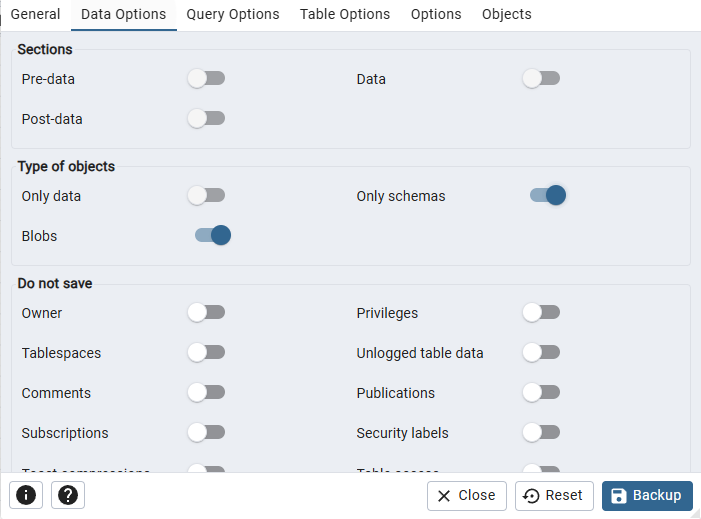 General Data Options Query Options Table Options Options Objects
Sections
Pre-data Data
Post-data
Type of objects
Only data Only schemas
Blobs
Do not save
Owner Privileges
Tablespaces Unlogged table data
Comments Publications
Subscriptions Security labels
Close Reset Backup